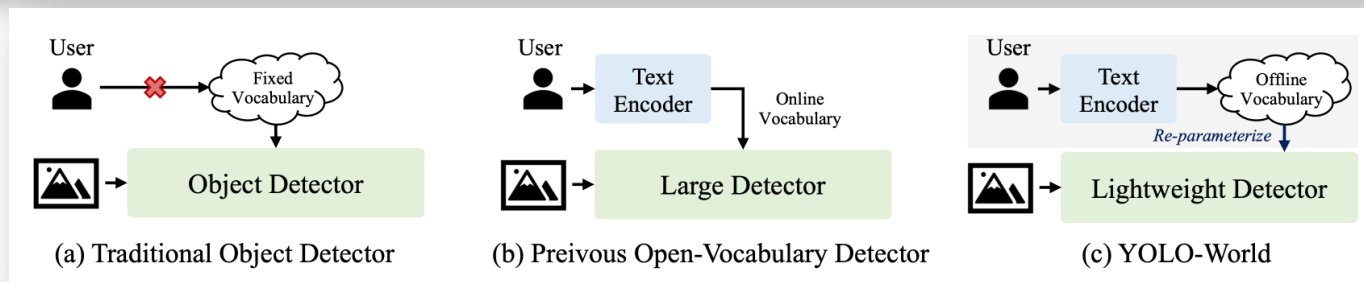 User
Fixed
Vocabulary
Object Detector
(a) Traditional Object Detector
User
Text
Encoder
Online
Vocabulary
Large Detector
(b) Preivous Open-Vocabulary Detector
User
Text
Encoder
Offline
Vocabulary
Re-parameterize
Lightweight Detector
(c) YOLO-World